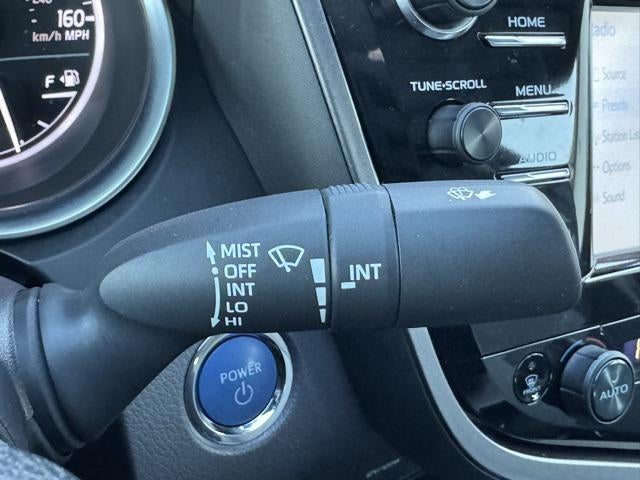 160
km/h MPH
F
HOME
TUNE•SCROLL
MENU
AUDIO
Source
Presets
Station List
Options
Sound
MIST
OFF
INT
LO
HI
INT
POWER
AUTO